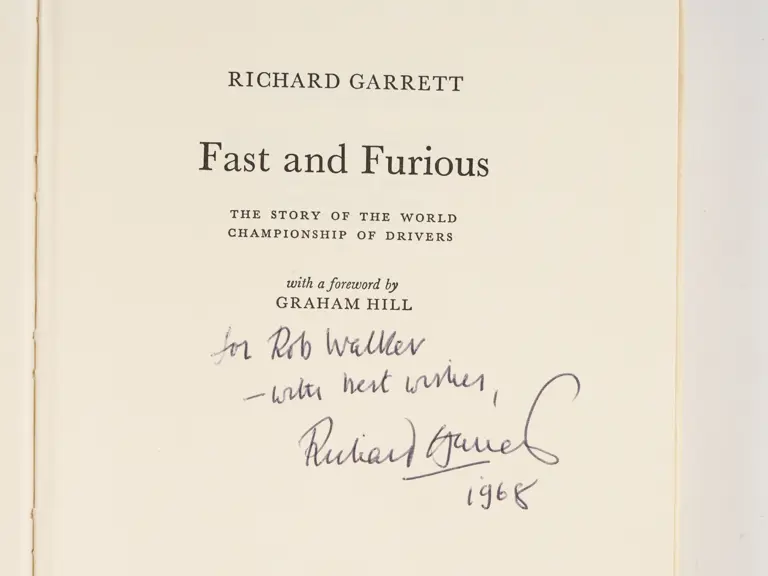 RICHARD GARRETT
Fast and Furious
THE STORY OF THE WORLD
CHAMPIONSHIP OF DRIVERS
with a foreword by
GRAHAM HILL
for Rob Walker
– with best wishes,
Richard Garrett
1968